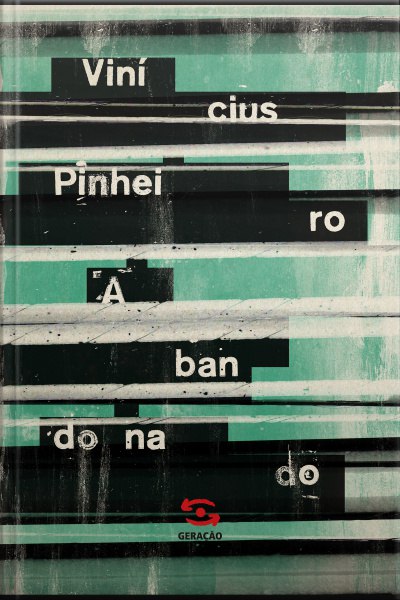 Viní
cius
Pinhei
ro
A
ban
do na
do
GERAÇÃO